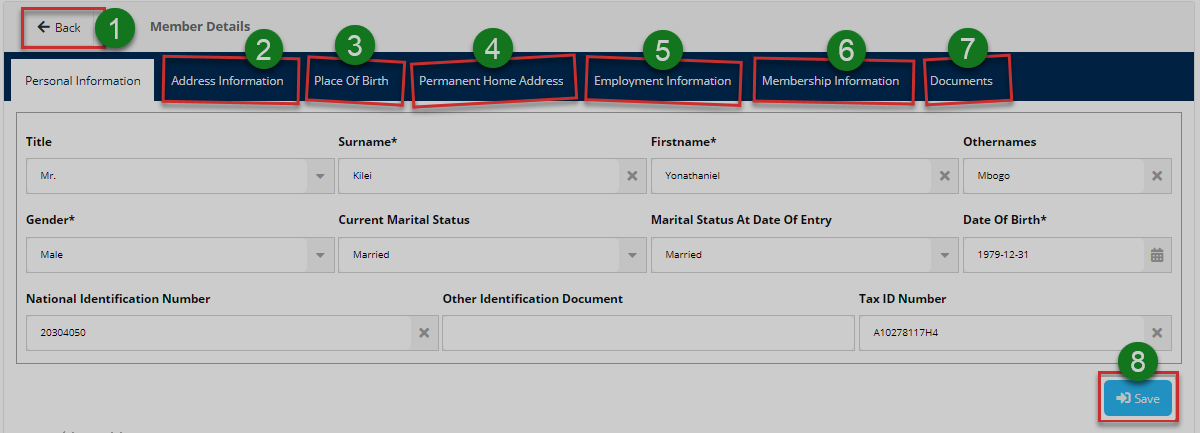 Back 1 Member Details
2 3 4 5 6 7
Personal Information Address Information Place Of Birth Permanent Home Address Employment Information Membership Information Documents
Title Surname* Firstname* Othernames
Mr. Kilei Yonathaniel Mbogo
Gender* Current Marital Status Marital Status At Date Of Entry Date Of Birth*
Male Married Married 1979-12-31
National Identification Number Other Identification Document Tax ID Number
20304050 A10278117H4
8
Save